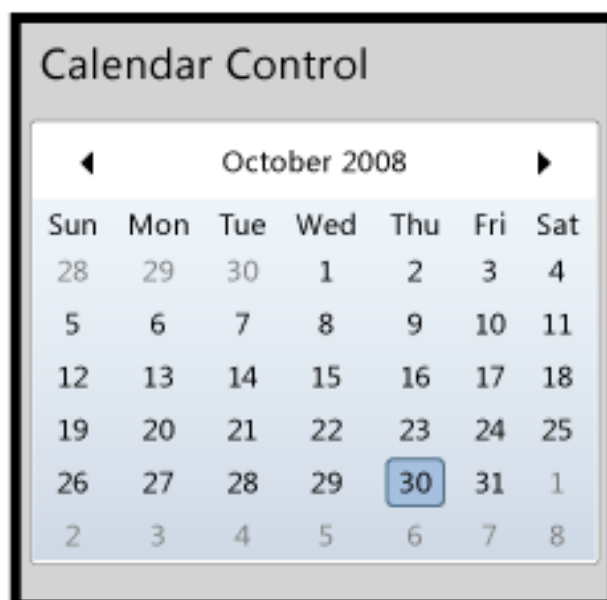 Calendar Control
October 2008
Sun Mon Tue Wed Thu Fri Sat
28 29 30 1 2 3 4
5 6 7 8 9 10 11
12 13 14 15 16 17 18
19 20 21 22 23 24 25
26 27 28 29 30 31 1
2 3 4 5 6 7 8